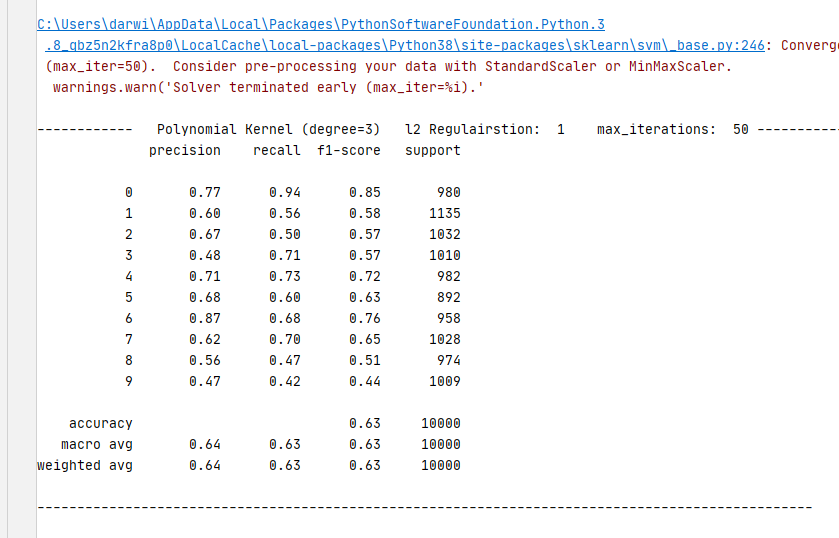 C:\Users\darwi\AppData\Local\Packages\PythonSoftwareFoundation.Python.3
.8_qbz5n2kfra8p0\LocalCache\local-packages\Python38\site-packages\sklearn\svm\_base.py:246: Converge
(max_iter=50).  Consider pre-processing your data with StandardScaler or MinMaxScaler.
warnings.warn('Solver terminated early (max_iter=%i).'
------------   Polynomial Kernel (degree=3)   l2 Regulairstion:  1    max_iterations:  50 -----------
precision    recall  f1-score   support
0       0.77      0.94      0.85       980
1       0.60      0.56      0.58      1135
2       0.67      0.50      0.57      1032
3       0.48      0.71      0.57      1010
4       0.71      0.73      0.72       982
5       0.68      0.60      0.63       892
6       0.87      0.68      0.76       958
7       0.62      0.70      0.65      1028
8       0.56      0.47      0.51       974
9       0.47      0.42      0.44      1009
accuracy                           0.63     10000
macro avg       0.64      0.63      0.63     10000
weighted avg       0.64      0.63      0.63     10000
-------------------------------------------------------------------------------------------------